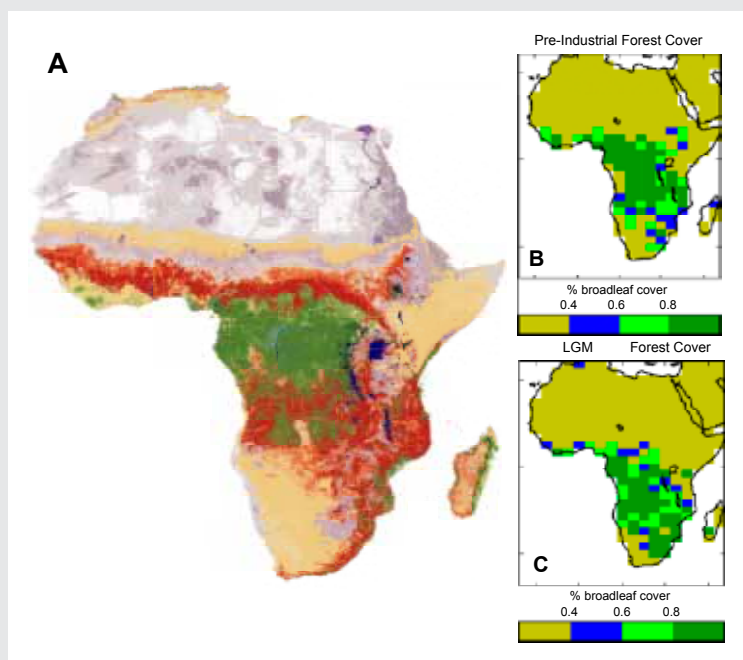 A
Pre-Industrial Forest Cover
B
% broadleaf cover
0.4 0.6 0.8
LGM Forest Cover
C
% broadleaf cover
0.4 0.6 0.8